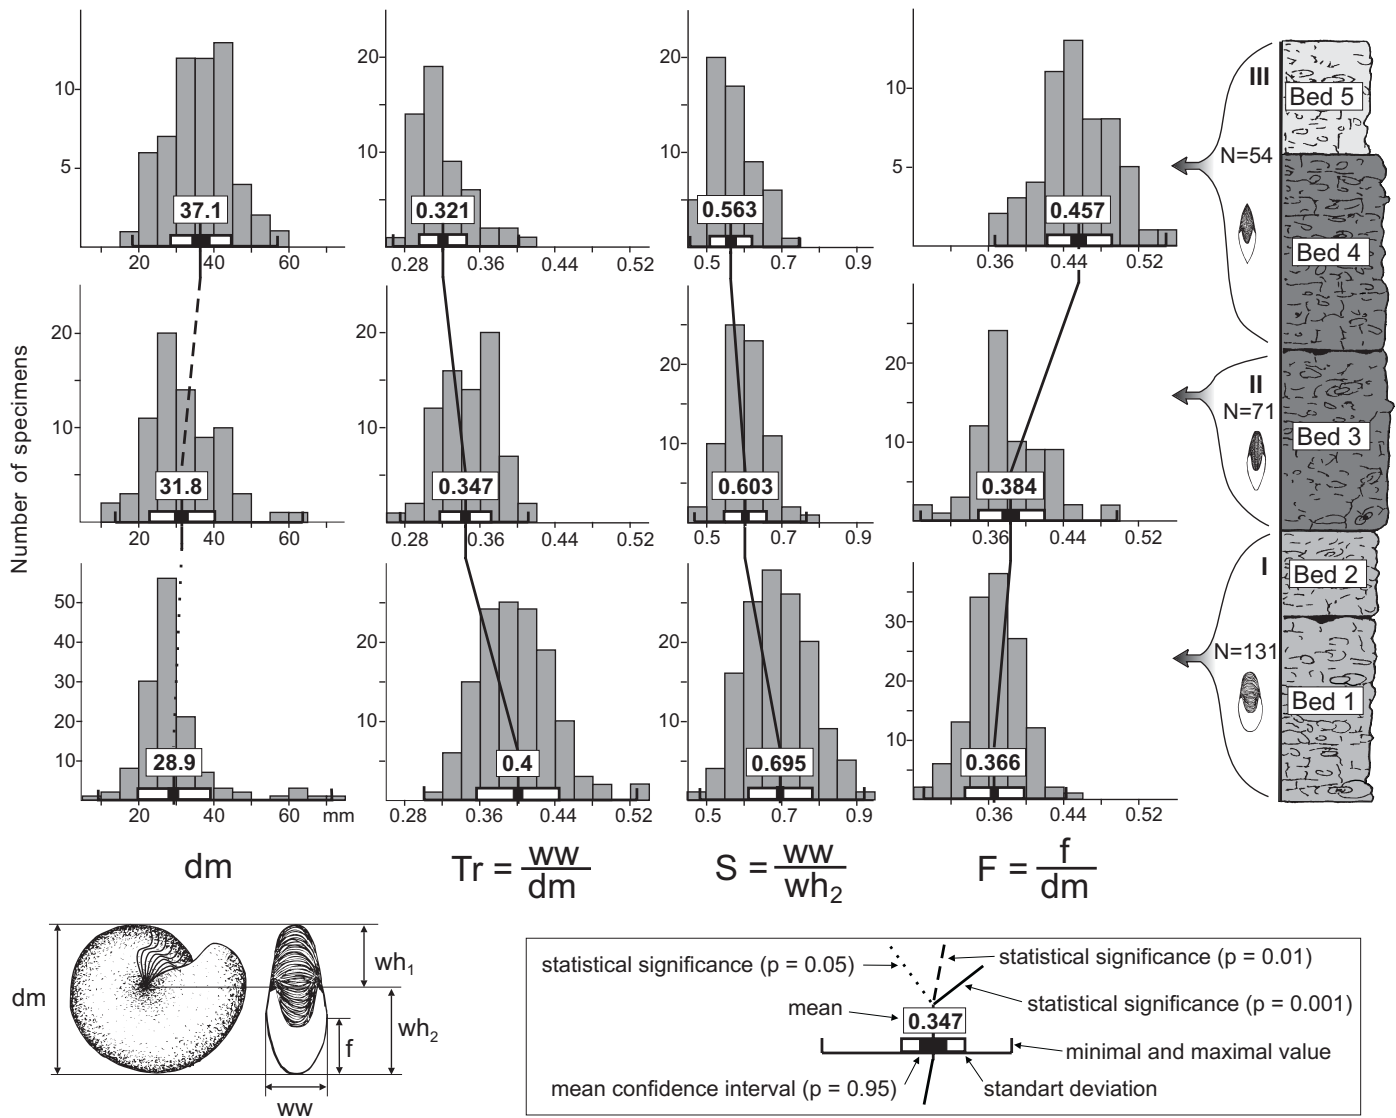 10
5
37.1
20 40 60
20
10
0.321
0.28 0.36 0.44 0.52
20
10
0.563
0.5 0.7 0.9
10
5
0.457
0.36 0.44 0.52
III
N=54
Bed 5
Bed 4
Number of specimens
20
10
31.8
20 40 60
20
10
0.347
0.28 0.36 0.44 0.52
20
10
0.603
0.5 0.7 0.9
20
10
0.384
0.36 0.44 0.52
II
N=71
Bed 3
50
40
30
20
10
28.9
20 40 60 mm
20
10
0.4
0.28 0.36 0.44 0.52
20
10
0.695
0.5 0.7 0.9
30
20
10
0.366
0.36 0.44 0.52
I
N=131
Bed 2
Bed 1
dm
Tr = ww/dm
S = ww/wh₂
F = f/dm
dm
wh₁
wh₂
f
ww
statistical significance (p = 0.05)
statistical significance (p = 0.01)
statistical significance (p = 0.001)
mean
0.347
minimal and maximal value
mean confidence interval (p = 0.95)
standart deviation